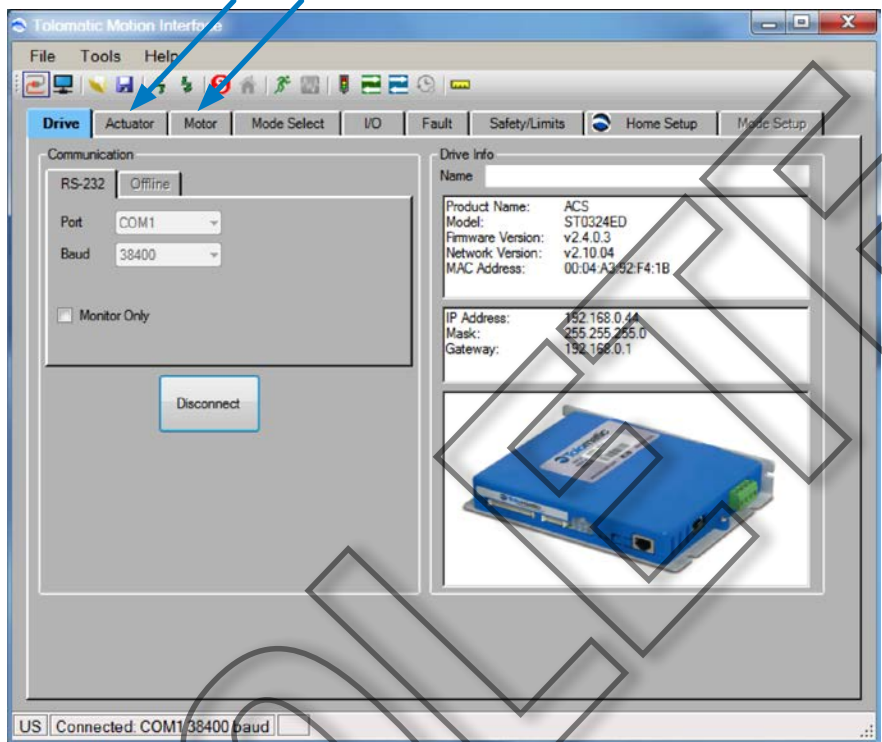 Tolomatic Motion Interface
File Tools Help
Drive Actuator Motor Mode Select I/O Fault Safety/Limits Home Setup Mode Setup
Communication
RS-232 Offline
Port COM1
Baud 38400
Monitor Only
Disconnect
Drive Info
Name
Product Name: ACS
Model: ST0324ED
Firmware Version: v2.4.0.3
Network Version: v2.10.04
MAC Address: 00:04:A3:92:F4:1B
IP Address: 192.168.0.44
Mask: 255.255.255.0
Gateway: 192.168.0.1
Tolomatic
US Connected: COM1 38400 baud